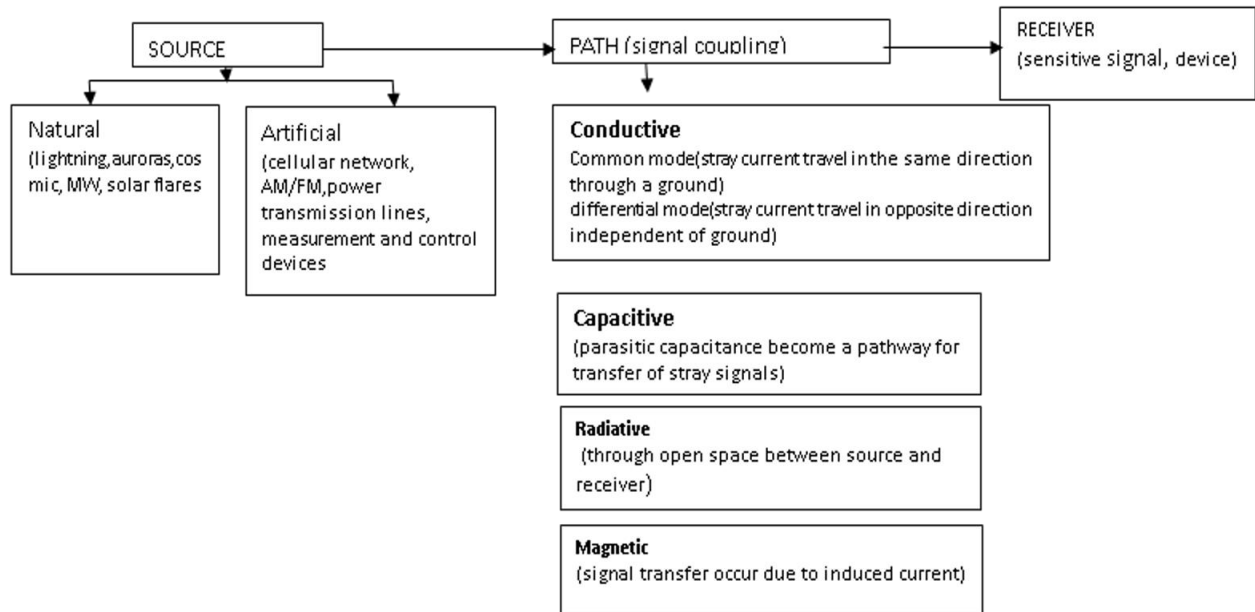 SOURCE
PATH (signal coupling)
RECEIVER
(sensitive signal, device)
Natural
(lightning,auroras,cos
mic, MW, solar flares
Artificial
(cellular network,
AM/FM,power
transmission lines,
measurement and control
devices
Conductive
Common mode(stray current travel in the same direction
through a ground)
differential mode(stray current travel in opposite direction
independent of ground)
Capacitive
(parasitic capacitance become a pathway for
transfer of stray signals)
Radiative
(through open space between source and
receiver)
Magnetic
(signal transfer occur due to induced current)